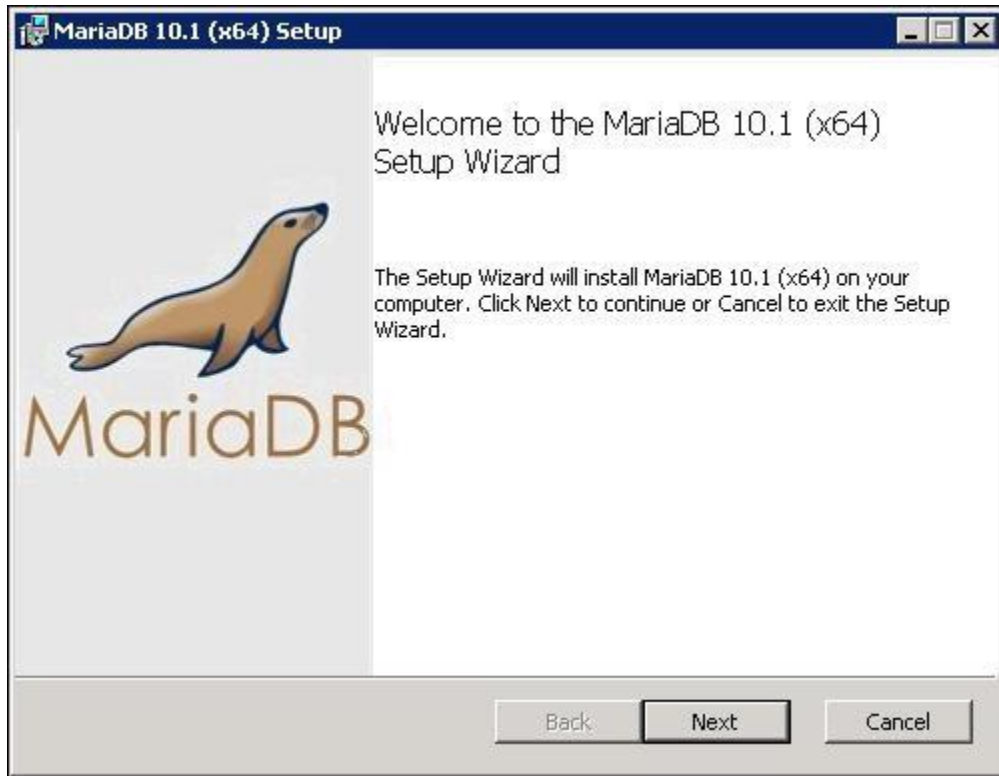 MariaDB 10.1 (x64) Setup
Welcome to the MariaDB 10.1 (x64)
Setup Wizard
The Setup Wizard will install MariaDB 10.1 (x64) on your
computer. Click Next to continue or Cancel to exit the Setup
Wizard.
MariaDB
Back Next Cancel